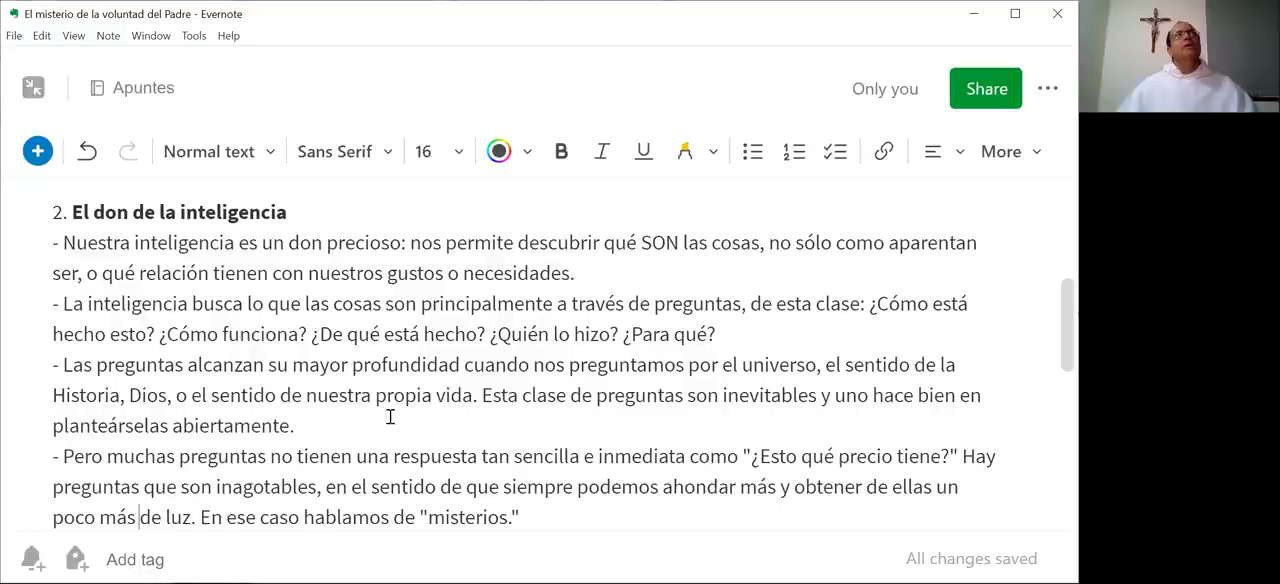 El misterio de la voluntad del Padre - Evernote
File Edit View Note Window Tools Help
Apuntes
Only you
Share
Normal text
Sans Serif
16
B I U
More
2. El don de la inteligencia
- Nuestra inteligencia es un don precioso: nos permite descubrir qué SON las cosas, no sólo como aparentan
ser, o qué relación tienen con nuestros gustos o necesidades.
- La inteligencia busca lo que las cosas son principalmente a través de preguntas, de esta clase: ¿Cómo está
hecho esto? ¿Cómo funciona? ¿De qué está hecho? ¿Quién lo hizo? ¿Para qué?
- Las preguntas alcanzan su mayor profundidad cuando nos preguntamos por el universo, el sentido de la
Historia, Dios, o el sentido de nuestra propia vida. Esta clase de preguntas son inevitables y uno hace bien en
planteárselas abiertamente.
- Pero muchas preguntas no tienen una respuesta tan sencilla e inmediata como "¿Esto qué precio tiene?" Hay
preguntas que son inagotables, en el sentido de que siempre podemos ahondar más y obtener de ellas un
poco más de luz. En ese caso hablamos de "misterios."
Add tag
All changes saved